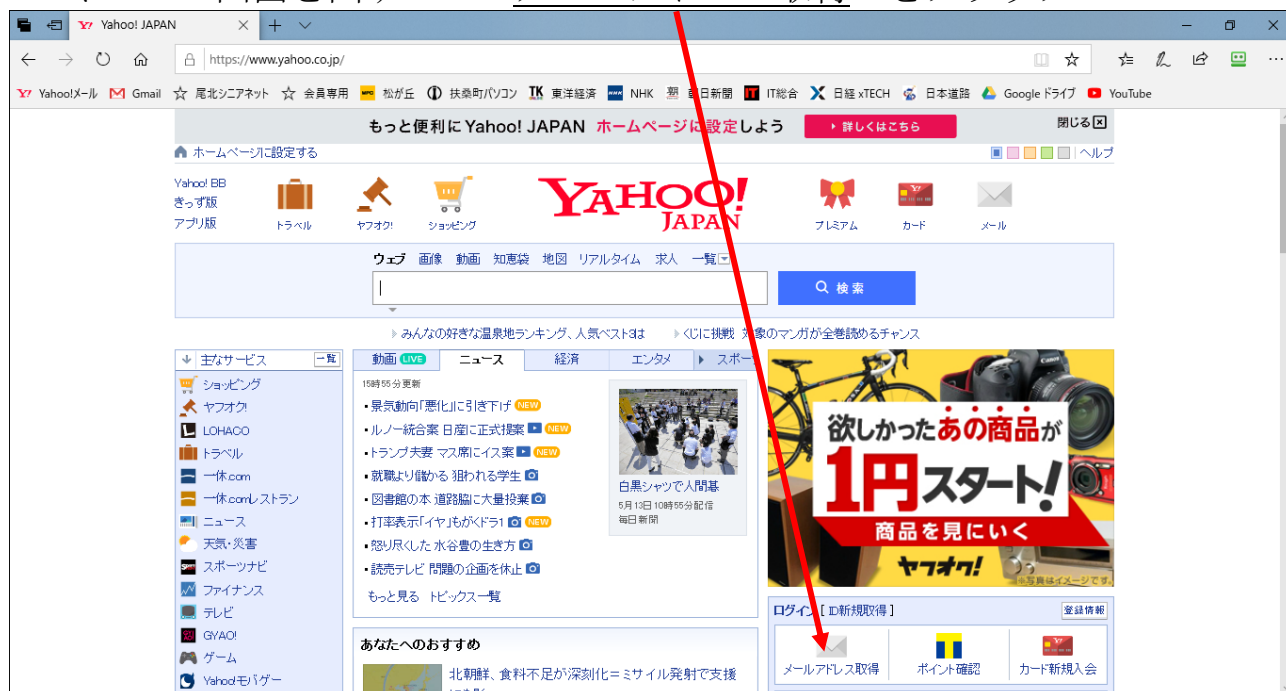 Yahoo! JAPAN
https://www.yahoo.co.jp/
Yahoo!メール Gmail 尾北シニアネット 会員専用 松が丘 扶桑町パソコン 東洋経済 NHK 朝日新聞 IT総合 日経 xTECH 日本道路 Google ドライブ YouTube
もっと便利に Yahoo! JAPAN ホームページに設定しよう 詳しくはこちら 閉じる
ホームページに設定する ヘルプ
Yahoo! BB
きっず版
アプリ版
トラベル ヤフオク! ショッピング YAHOO! JAPAN プレミアム カード メール
ウェブ 画像 動画 知恵袋 地図 リアルタイム 求人 一覧
検索
みんなの好きな温泉地ランキング、人気ベスト3は くじに挑戦 対象のマンガが全巻読めるチャンス
主なサービス 一覧
ショッピング
ヤフオク!
LOHACO
トラベル
一休.com
一休.comレストラン
ニュース
天気・災害
スポーツナビ
ファイナンス
テレビ
GYAO!
ゲーム
Yahoo!モバゲー
動画 LIVE ニュース 経済 エンタメ スポー
15時55分更新
・景気動向「悪化」に引き下げ NEW
・ルノー統合案 日産に正式提案 NEW
・トランプ夫妻 マス席にイス案 NEW
・就職より儲かる 狙われる学生
・図書館の本 道路脇に大量投棄
・打率表示「イヤ」もがくドラ1 NEW
・怒り尽くした 水谷豊の生き方
・読売テレビ 問題の企画を休止
もっと見る トピックス一覧
白黒シャツで人間碁
5月13日10時55分配信
毎日新聞
あなたへのおすすめ
北朝鮮、食料不足が深刻化＝ミサイル発射で支援
欲しかったあの商品が
1円スタート!
商品を見にいく
ヤフオク!
※写真はイメージです。
ログイン [ ID新規取得 ] 登録情報
メールアドレス取得 ポイント確認 カード新規入会